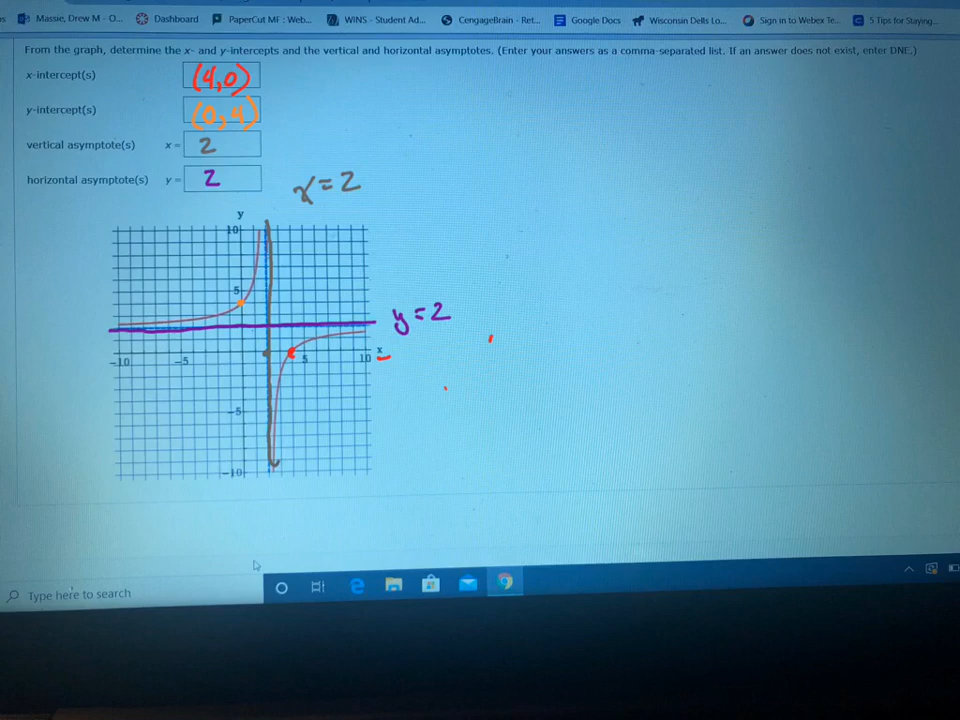 Massie, Drew M - O... Dashboard PaperCut MF : Web... WINS - Student Ad... CengageBrain - Ret... Google Docs Wisconsin Dells Lo... Sign in to Webex Te... 5 Tips for Staying...
From the graph, determine the x- and y-intercepts and the vertical and horizontal asymptotes. (Enter your answers as a comma-separated list. If an answer does not exist, enter DNE.)
x-intercept(s) (4,0)
y-intercept(s) (0,4)
vertical asymptote(s) x = 2
horizontal asymptote(s) y = 2
x=2
y
10
5
y=2
x
-10 -5 5 10
-5
-10
Type here to search